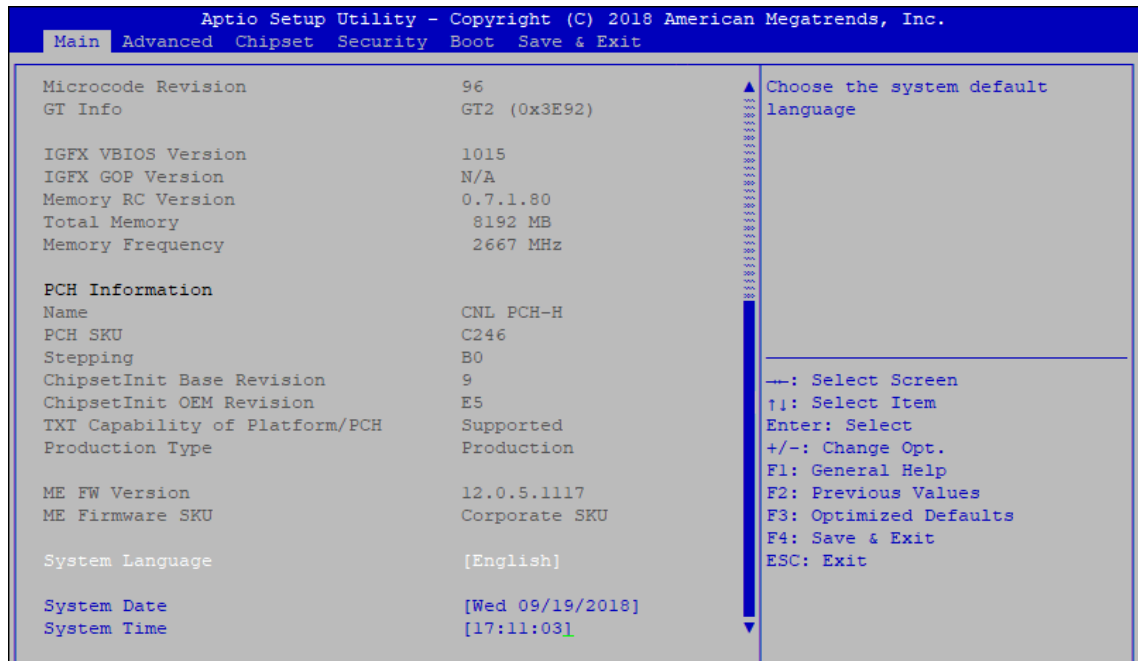 Aptio Setup Utility – Copyright (C) 2018 American Megatrends, Inc.
Main Advanced Chipset Security Boot Save & Exit
Microcode Revision 96
GT Info GT2 (0x3E92)
IGFX VBIOS Version 1015
IGFX GOP Version N/A
Memory RC Version 0.7.1.80
Total Memory 8192 MB
Memory Frequency 2667 MHz
PCH Information
Name CNL PCH-H
PCH SKU C246
Stepping B0
ChipsetInit Base Revision 9
ChipsetInit OEM Revision E5
TXT Capability of Platform/PCH Supported
Production Type Production
ME FW Version 12.0.5.1117
ME Firmware SKU Corporate SKU
System Language [English]
System Date [Wed 09/19/2018]
System Time [17:11:03]
Choose the system default
language
→←: Select Screen
↑↓: Select Item
Enter: Select
+/-: Change Opt.
F1: General Help
F2: Previous Values
F3: Optimized Defaults
F4: Save & Exit
ESC: Exit